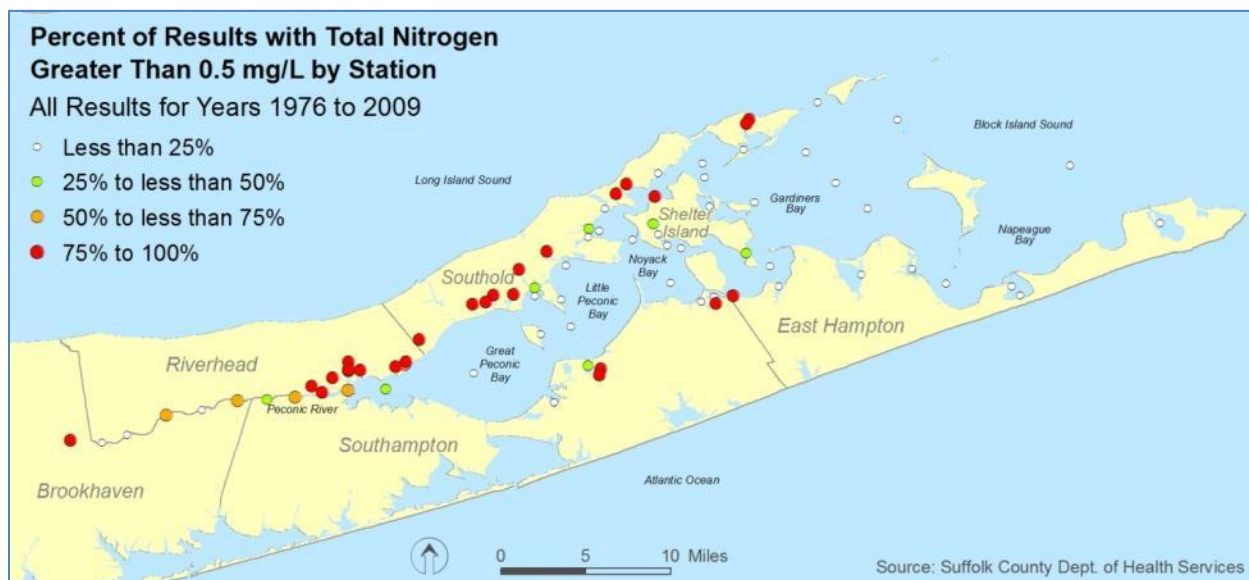 Percent of Results with Total Nitrogen
Greater Than 0.5 mg/L by Station
All Results for Years 1976 to 2009
Less than 25%
25% to less than 50%
50% to less than 75%
75% to 100%
Long Island Sound
Block Island Sound
Gardiners
Bay
Shelter
Island
Napeague
Bay
Noyack
Bay
Southold
Little
Peconic
Bay
East Hampton
Riverhead
Great
Peconic
Bay
Peconic River
Southampton
Brookhaven
Atlantic Ocean
0 5 10 Miles
Source: Suffolk County Dept. of Health Services